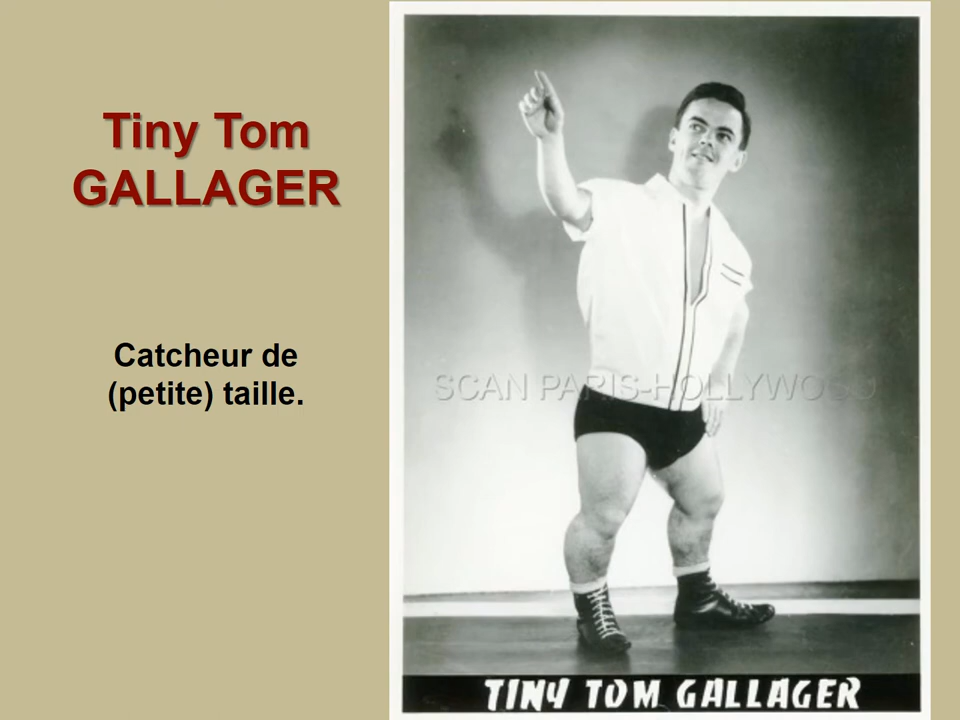 Tiny Tom
GALLAGER
Catcheur de
(petite) taille.
SCAN PARIS-HOLLYWOOD
TINY TOM GALLAGER